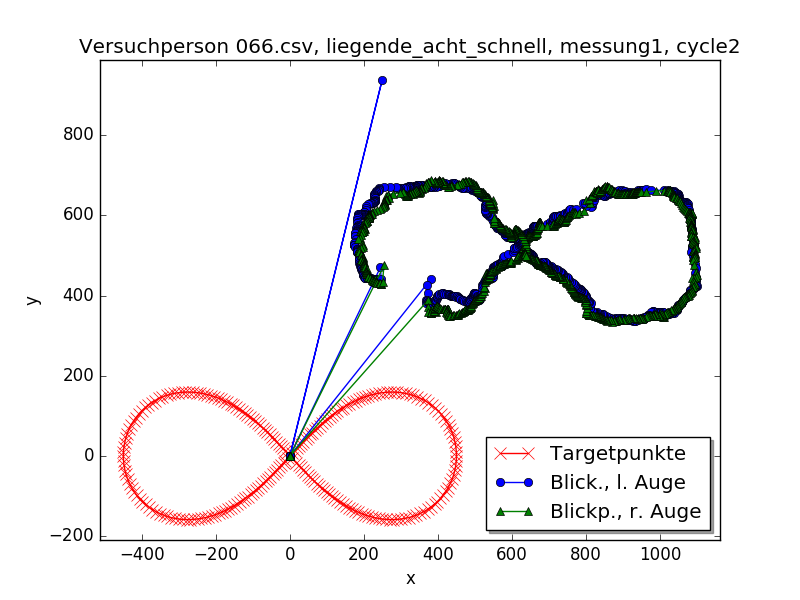 Versuchperson 066.csv, liegende_acht_schnell, messung1, cycle2
y
800
600
400
200
0
−200
−400
−200
0
200
400
600
800
1000
x
Targetpunkte
Blick., l. Auge
Blickp., r. Auge